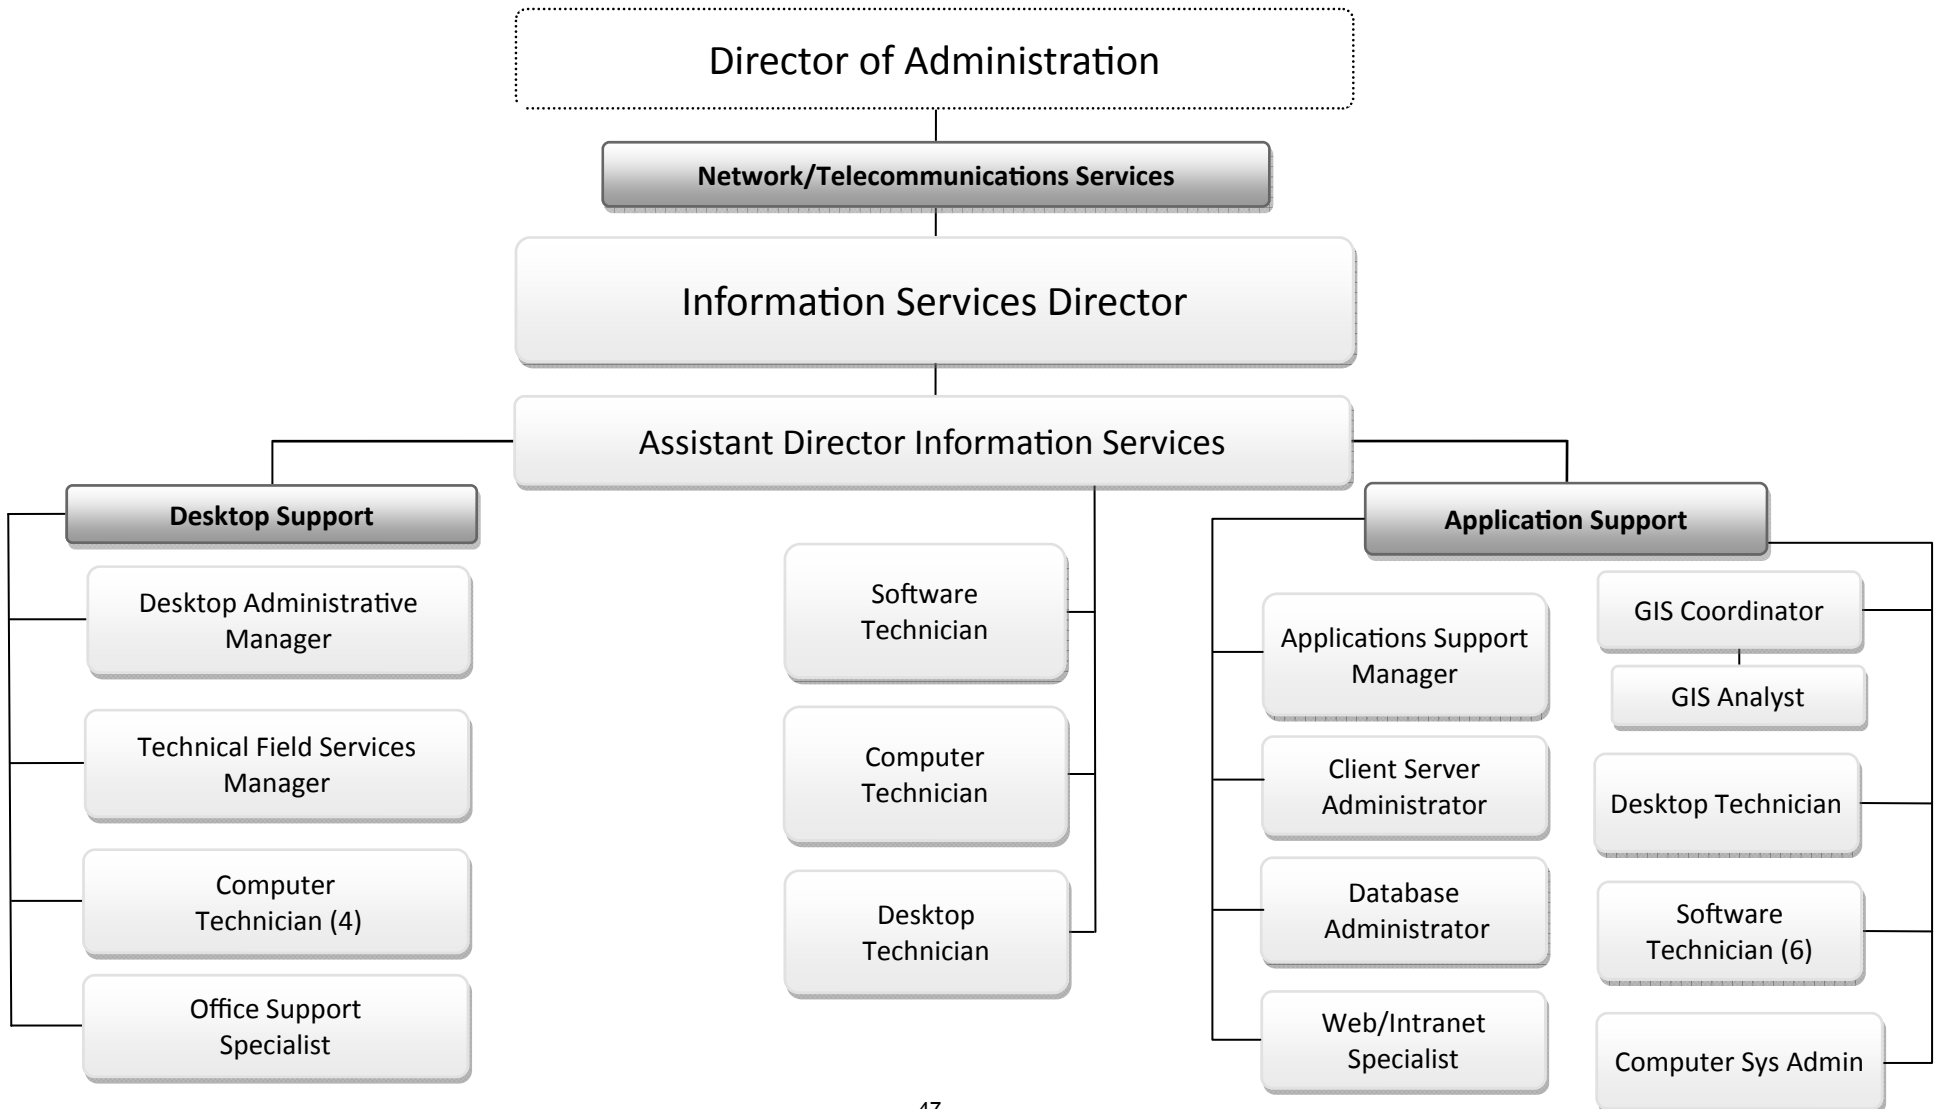 Director of Administration
Network/Telecommunications Services
Information Services Director
Assistant Director Information Services
Desktop Support
Desktop Administrative
Manager
Technical Field Services
Manager
Computer
Technician (4)
Office Support
Specialist
Software
Technician
Computer
Technician
Desktop
Technician
Application Support
Applications Support
Manager
Client Server
Administrator
Database
Administrator
Web/Intranet
Specialist
GIS Coordinator
GIS Analyst
Desktop Technician
Software
Technician (6)
Computer Sys Admin
47